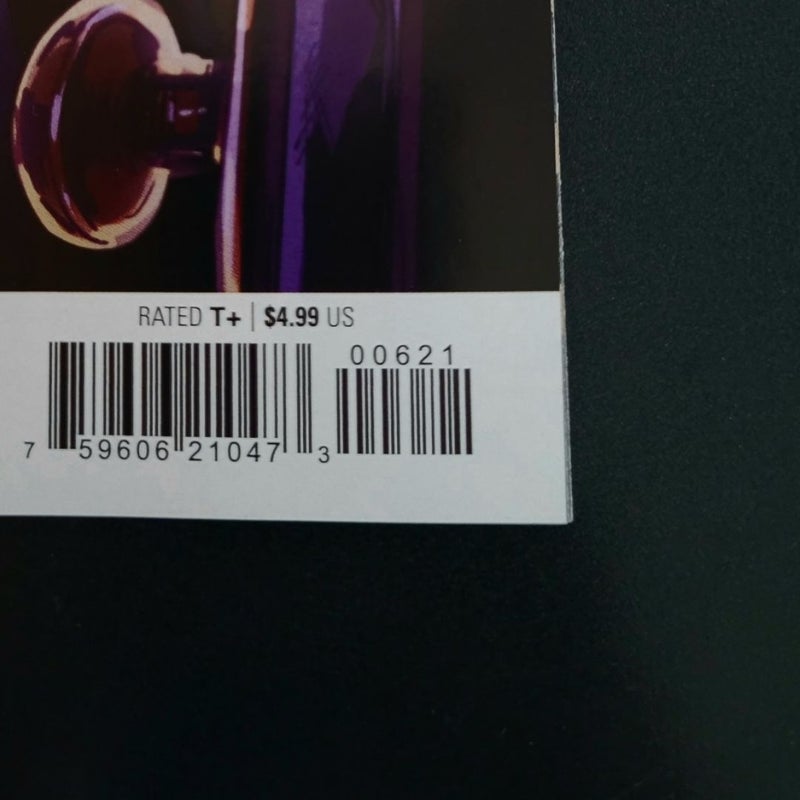 RATED T+ | $4.99 US
00621
7 59606 21047 3